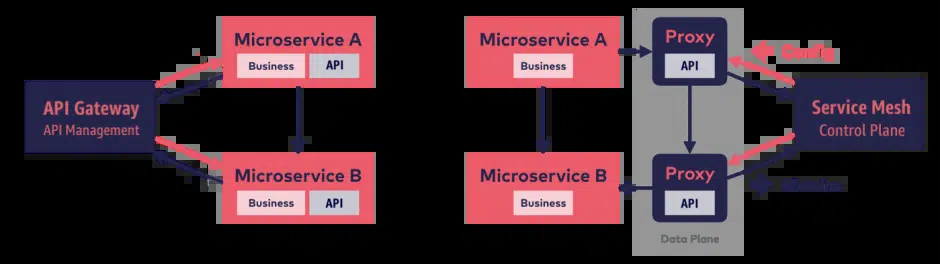 Microservice A
Business
API
API Gateway
API Management
Microservice B
Business
API
Microservice A
Business
Proxy
API
Config
Service Mesh
Control Plane
Microservice B
Business
Proxy
API
Data Plane